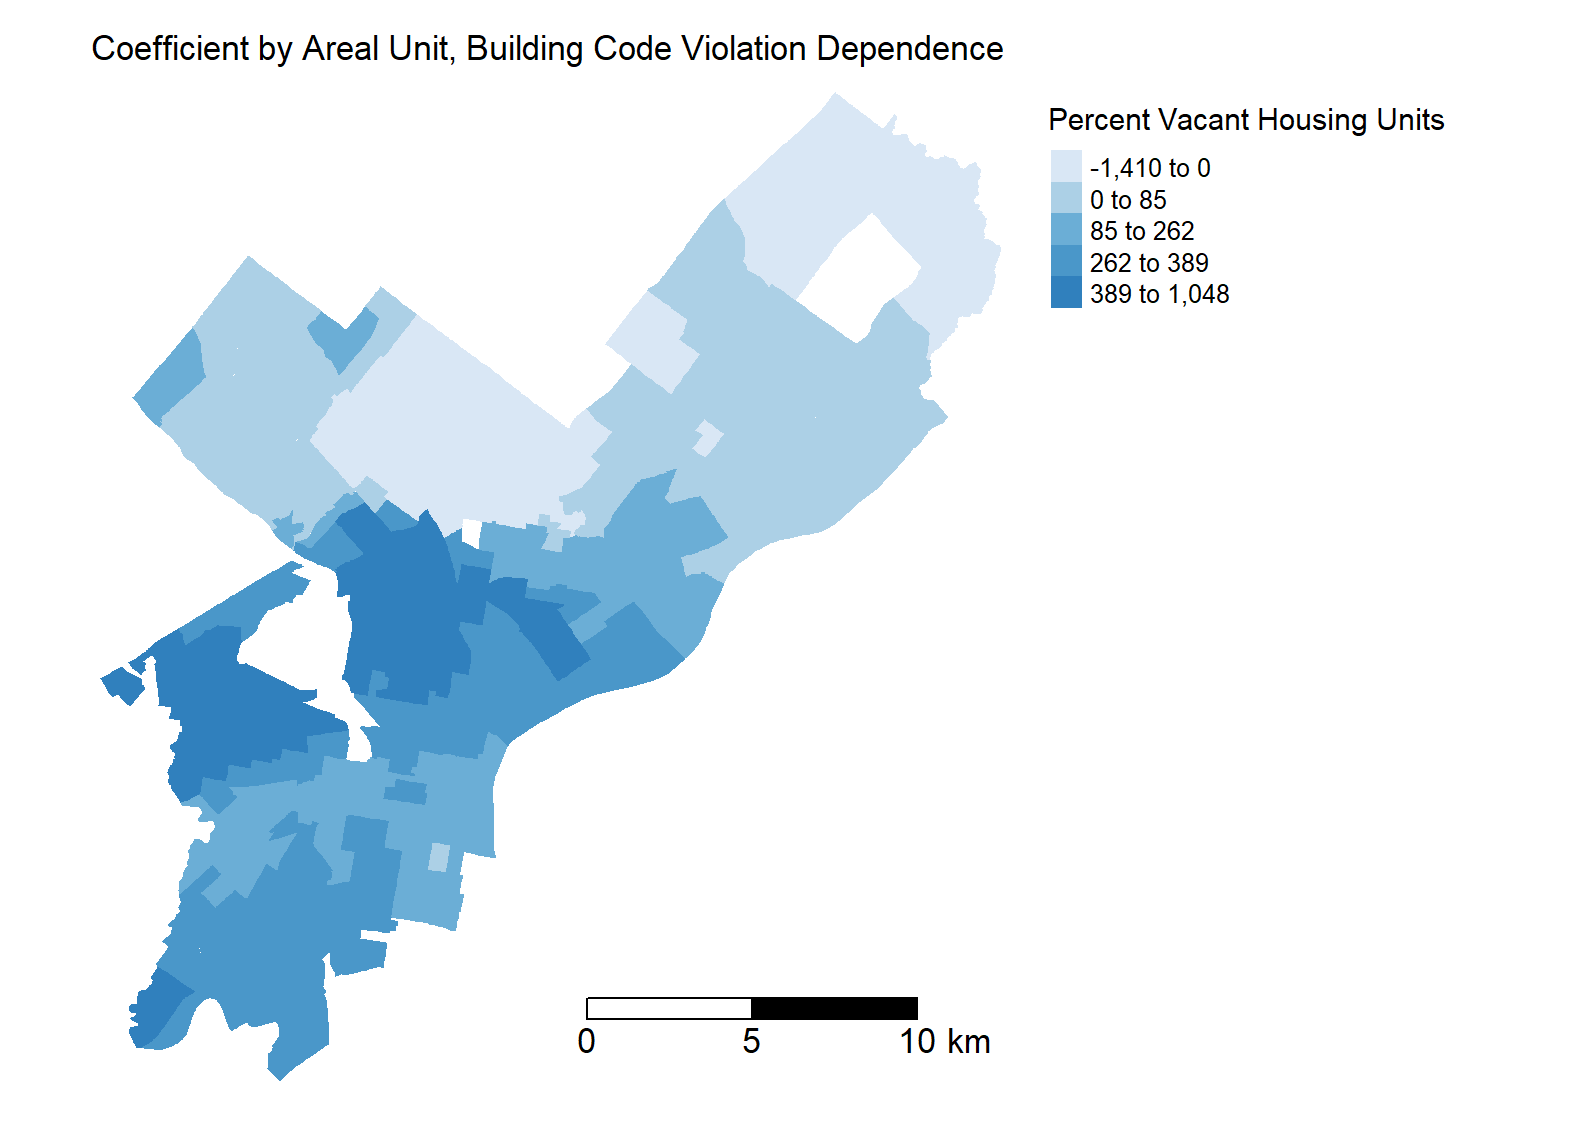 Coefficient by Areal Unit, Building Code Violation Dependence
Percent Vacant Housing Units
-1,410 to 0
0 to 85
85 to 262
262 to 389
389 to 1,048
0 5 10 km